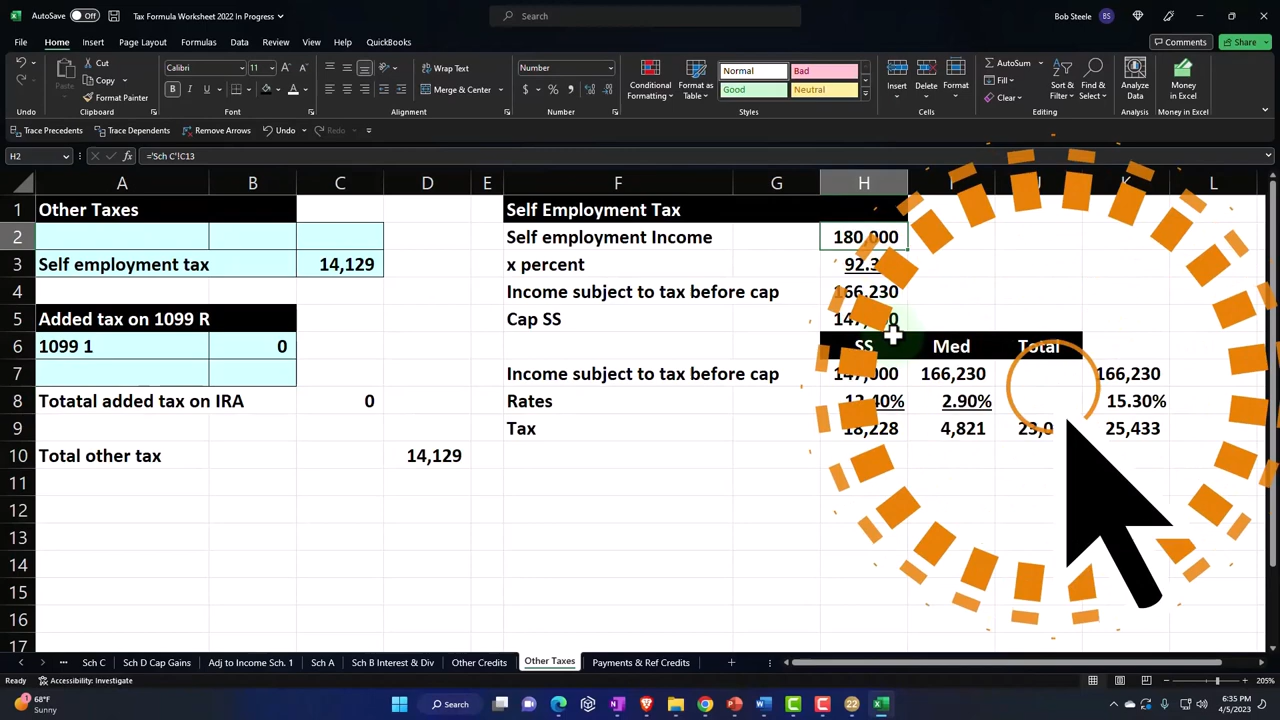 AutoSave Off Tax Formula Worksheet 2022 In Progress Search Bob Steele BS
File Home Insert Page Layout Formulas Data Review View Help QuickBooks Comments Share
Paste Cut Copy Format Painter Calibri 11 B I U Wrap Text Merge & Center Number $ % Conditional Formatting Format as Table Normal Bad Good Neutral Insert Delete Format AutoSum Fill Clear Sort & Filter Find & Select Analyze Data Money in Excel
Undo Clipboard Font Alignment Number Styles Cells Editing Analysis Money in Excel
Trace Precedents Trace Dependents Remove Arrows Undo Redo
H2 fx ='Sch C'!C13
A B C D E F G H J K L
1 Other Taxes Self Employment Tax
2 Self employment Income 180,000
3 Self employment tax 14,129 x percent
4 Income subject to tax before cap 166,230
5 Added tax on 1099 R Cap SS
6 1099 1 0 SS Med Total
7 Income subject to tax before cap 147,000 166,230 166,230
8 Totatal added tax on IRA 0 Rates 2.90% 15.30%
9 Tax 18,228 4,821 25,433
10 Total other tax 14,129
11
12
13
14
15
16
17
Sch C Sch D Cap Gains Adj to Income Sch. 1 Sch A Sch B Interest & Div Other Credits Other Taxes Payments & Ref Credits
Ready Accessibility: Investigate 205%
68°F Sunny Search 6:35 PM 4/5/2023